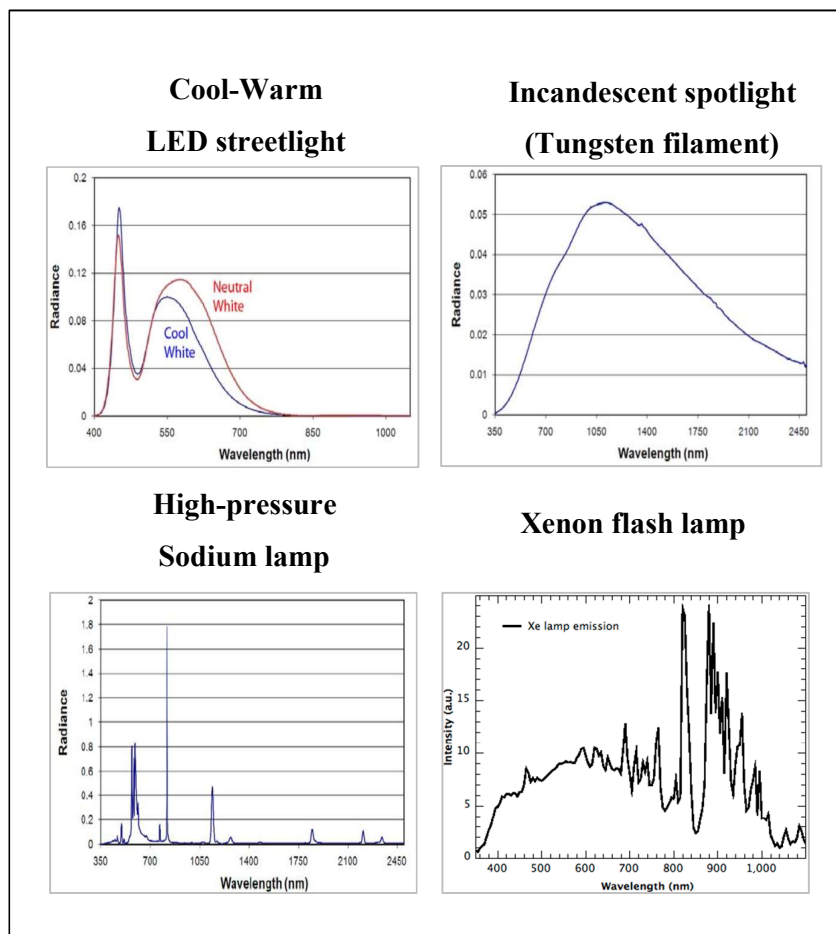 Cool-Warm
LED streetlight
0.2
0.16
0.12
0.08
0.04
0
Radiance
Neutral
White
Cool
White
400 550 700 850 1000
Wavelength (nm)
Incandescent spotlight
(Tungsten filament)
0.06
0.05
0.04
0.03
0.02
0.01
0
Radiance
350 700 1050 1400 1750 2100 2450
Wavelength (nm)
High-pressure
Sodium lamp
2
1.8
1.6
1.4
1.2
1
0.8
0.6
0.4
0.2
0
Radiance
350 700 1050 1400 1750 2100 2450
Wavelength (nm)
Xenon flash lamp
Xe lamp emission
20
15
10
5
0
Intensity (a.u.)
400 500 600 700 800 900 1,000
Wavelength (nm)